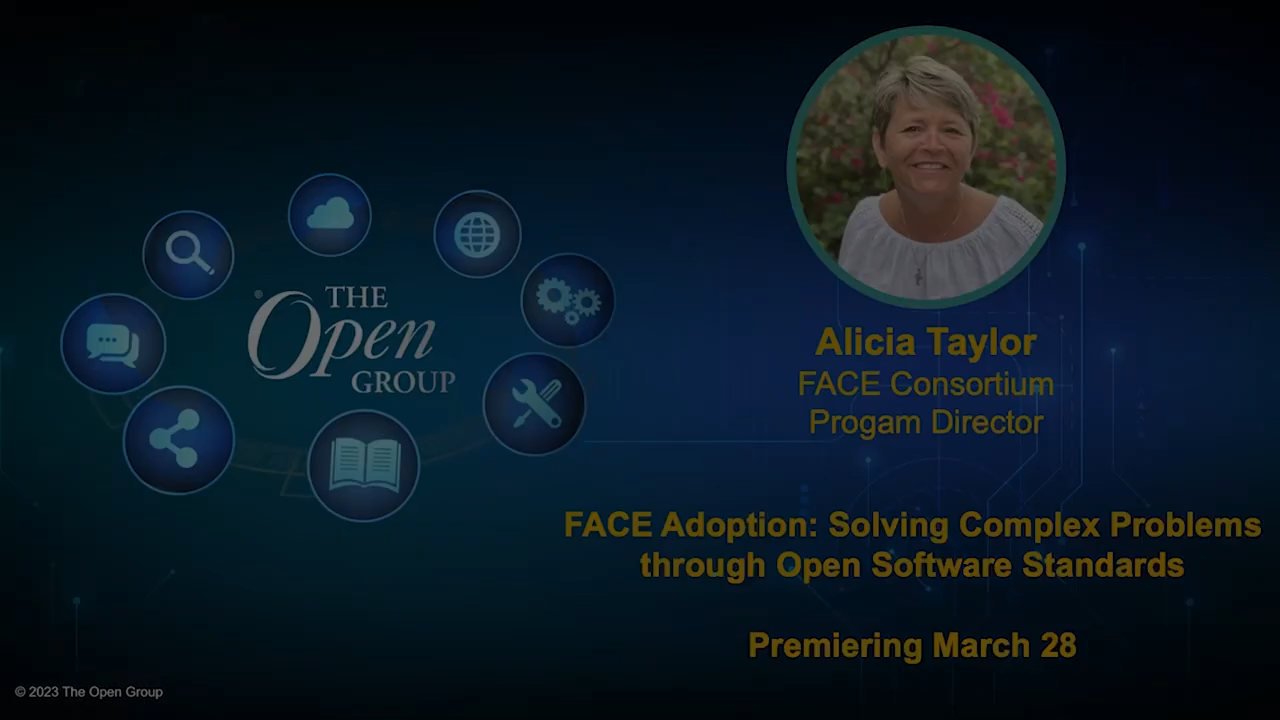 ® THE
Open
GROUP
Alicia Taylor
FACE Consortium
Progam Director
FACE Adoption: Solving Complex Problems
through Open Software Standards
Premiering March 28
© 2023 The Open Group